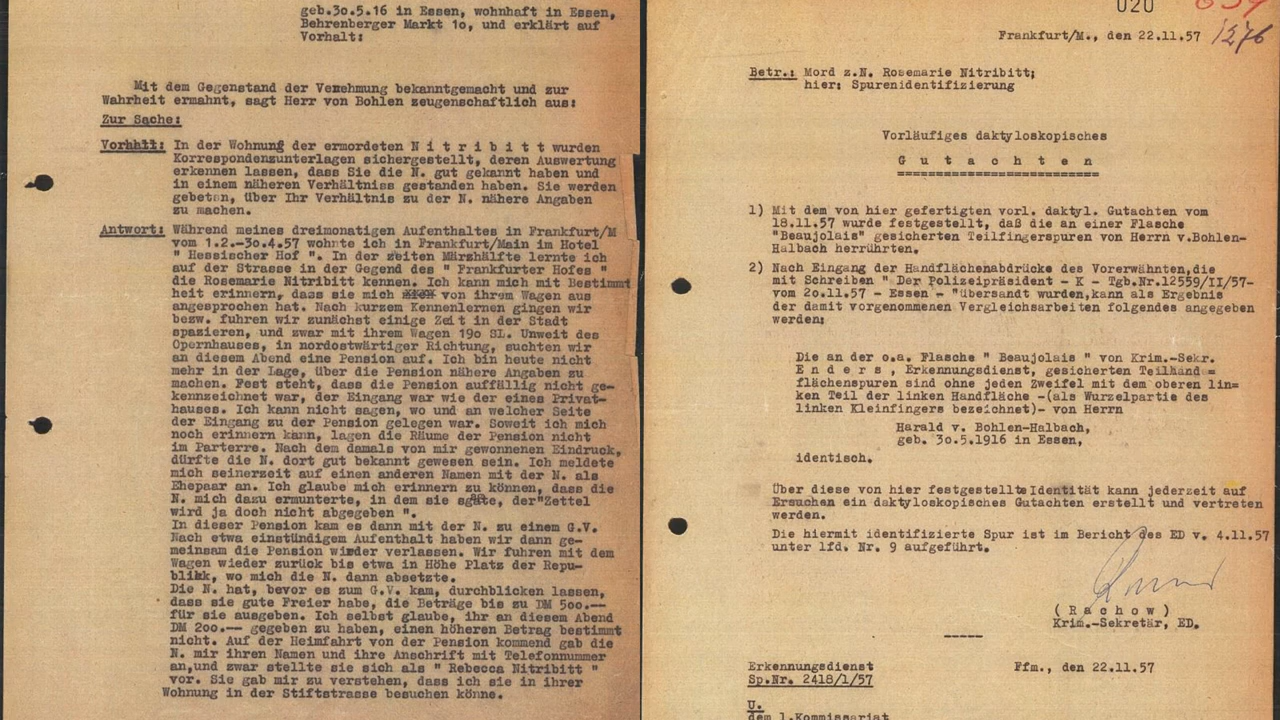 geb.3o.5.16 in Essen, wohnhaft in Essen,
Behrenberger Markt 1o, und erklärt auf
Vorhalt:
Mit dem Gegenstand der Vernehmung bekanntgemacht und zur
Wahrheit ermahnt, sagt Herr von Bohlen zeugenschaftlich aus:
Zur Sache:
Vorhalt: In der Wohnung der ermordeten N i t r i b i t t wurden
Korrespondenzunterlagen sichergestellt, deren Auswertung
erkennen lassen, dass Sie die N. gut gekannt haben und
in einem näheren Verhältniss gestanden haben. Sie werden
gebeten, über Ihr Verhältnis zu der N. nähere Angaben
zu machen.
Antwort: Während meines dreimonatigen Aufenthaltes in Frankfurt/M
vom 1.2.-3o.4.57 wohnte ich in Frankfurt/Main im Hotel
" Hessischer Hof ". In der zeiten Märzhälfte lernte ich
auf der Strasse in der Gegend des " Frankfurter Hofes "
die Rosemarie Nitribitt kennen. Ich kann mich mit Bestimmt
heit erinnern, dass sie mich von ihrem Wagen aus
angesprochen hat. Nach kurzem Kennenlernen gingen wir
bezw. fuhren wir zunächst einige Zeit in der Stadt
spazieren, und zwar mit ihrem Wagen 19o SL. Unweit des
Opernhauses, in nordostwärtiger Richtung, suchten wir
an diesem Abend eine Pension auf. Ich bin heute nicht
mehr in der Lage, über die Pension nähere Angaben zu
machen. Fest steht, dass die Pension auffällig nicht ge-
kennzeichnet war, der Eingang war wie der eines Privat-
hauses. Ich kann nicht sagen, wo und an welcher Seite
der Eingang zu der Pension gelegen war. Soweit ich mich
noch erinnern kann, lagen die Räume der Pension nicht
im Parterre. Nach dem damals von mir gewonnenen Eindruck,
dürfte die N. dort gut bekannt gewesen sein. Ich meldete
mich seinerzeit auf einen anderen Namen mit der N. als
Ehepaar an. Ich glaube mich erinnern zu können, dass die
N. mich dazu ermunterte, in dem sie sagte, der"Zettel
wird ja doch nicht abgegeben ".
In dieser Pension kam es dann mit der N. zu einem G.V.
Nach etwa einstündigem Aufenthalt haben wir dann ge-
meinsam die Pension wieder verlassen. Wir fuhren mit dem
Wagen wieder zurück bis etwa in Höhe Platz der Repu-
blik, wo mich die N. dann absetzte.
Die N. hat, bevor es zum G.V. kam, durchblicken lassen,
dass sie gute Freier habe, die Beträge bis zu DM 5oo.--
für sie ausgeben. Ich selbst glaube, ihr an diesem Abend
DM 2oo.-- gegeben zu haben, einen höheren Betrag bestimmt
nicht. Auf der Heimfahrt von der Pension kommend gab die
N. mir ihren Namen und ihre Anschrift mit Telefonnummer
an,und zwar stellte sie sich als " Rebecca Nitribitt "
vor. Sie gab mir zu verstehen, dass ich sie in ihrer
Wohnung in der Stiftstrasse besuchen könne.
020
1276
Frankfurt/M., den 22.11.57
Betr.: Mord z.N. Rosemarie Nitribitt;
hier: Spurenidentifizierung
Vorläufiges daktyloskopisches
G u t a c h t e n
==========================
1) Mit dem von hier gefertigten vorl. daktyl. Gutachten vom
18.11.57 wurde festgestellt, daß die an einer Flasche
"Beaujolais" gesicherten Teilfingerspuren von Herrn v.Bohlen-
Halbach herrührten.
2) Nach Eingang der Handflächenabdrücke des Vorerwähnten,die
mit Schreiben " Der Polizeipräsident - K - Tgb.Nr.12559/II/57-
vom 2o.11.57 - Essen - "übersandt wurden,kann als Ergebnis
der damit vorgenommenen Vergleichsarbeiten folgendes angegeben
werden:
Die an der o.a. Flasche " Beaujolais " von Krim.-Sekr.
E n d e r s , Erkennungsdienst, gesicherten Teilhand=
flächenspuren sind ohne jeden Zweifel mit dem oberen lin=
ken Teil der linken Handfläche -(als Wurzelpartie des
linken Kleinfingers bezeichnet)- von Herrn
Harald v. Bohlen-Halbach,
geb. 3o.5.1916 in Essen,
identisch.
Über diese von hier festgestellte Identität kann jederzeit auf
Ersuchen ein daktyloskopisches Gutachten erstellt und vertreten
werden.
Die hiermit identifizierte Spur ist im Bericht des ED v. 4.11.57
unter lfd. Nr. 9 aufgeführt.
( R a c h o w )
Krim.-Sekretär, ED.
Erkennungsdienst Ffm., den 22.11.57
Sp.Nr. 2418/1/57
U.
dem 1.Kommissariat